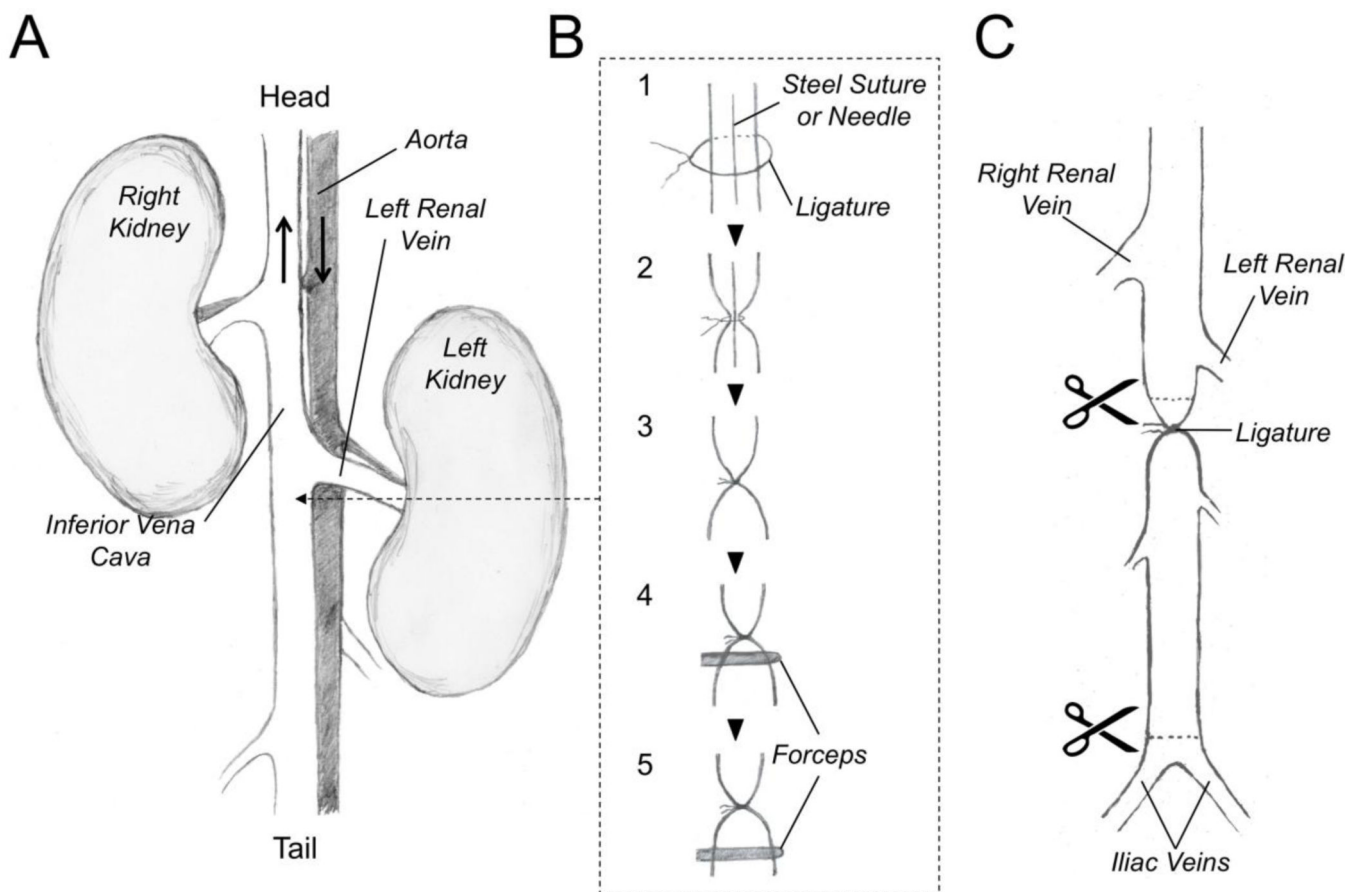 A
Head
Aorta
Right
Kidney
Left Renal
Vein
Left
Kidney
Inferior Vena
Cava
Tail
B
1
Steel Suture
or Needle
Ligature
2
3
4
5
Forceps
C
Right Renal
Vein
Left Renal
Vein
Ligature
Iliac Veins